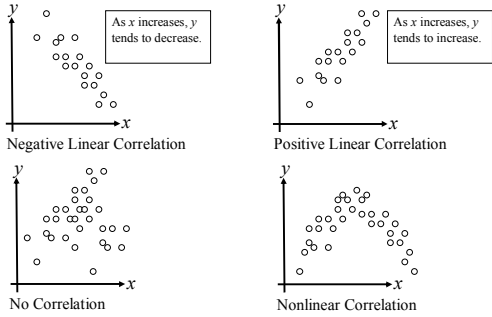 y
As x increases, y
tends to decrease.
x
Negative Linear Correlation
y
As x increases, y
tends to increase.
x
Positive Linear Correlation
y
x
No Correlation
y
x
Nonlinear Correlation